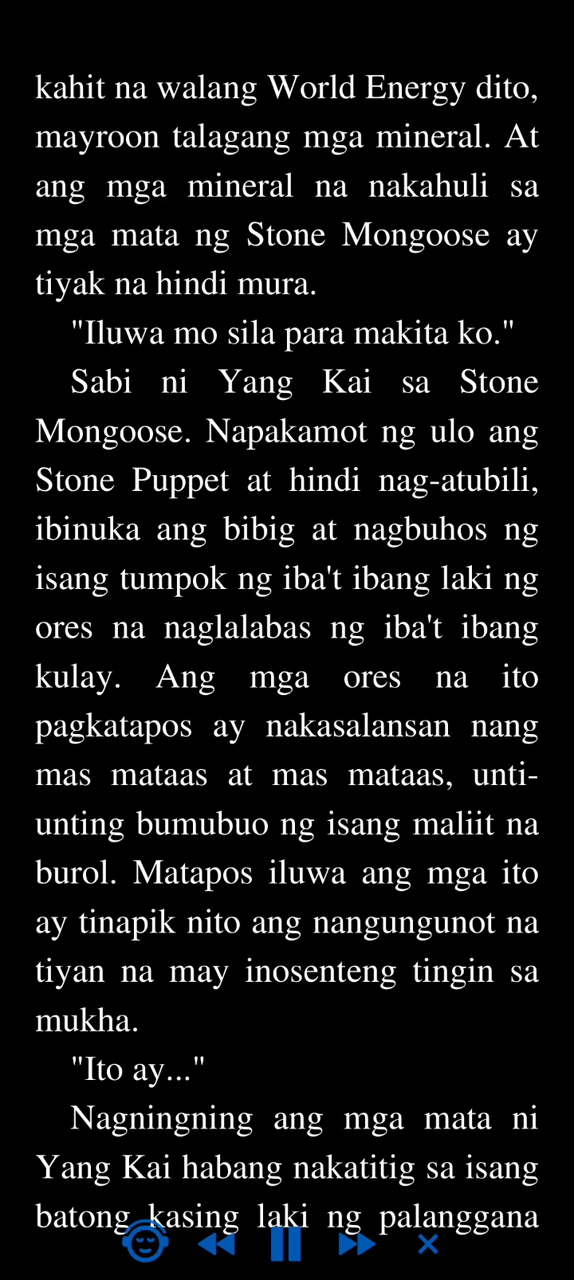 kahit na walang World Energy dito,
mayroon talagang mga mineral. At
ang mga mineral na nakahuli sa
mga mata ng Stone Mongoose ay
tiyak na hindi mura.
"Iluwa mo sila para makita ko."
Sabi ni Yang Kai sa Stone
Mongoose. Napakamot ng ulo ang
Stone Puppet at hindi nag-atubili,
ibinuka ang bibig at nagbuhos ng
isang tumpok ng iba't ibang laki ng
ores na naglalabas ng iba't ibang
kulay. Ang mga ores na ito
pagkatapos ay nakasalansan nang
mas mataas at mas mataas, unti-
unting bumubuo ng isang maliit na
burol. Matapos iluwa ang mga ito
ay tinapik nito ang nangungunot na
tiyan na may inosenteng tingin sa
mukha.
"Ito ay..."
Nagningning ang mga mata ni
Yang Kai habang nakatitig sa isang
batong kasing laki ng palanggana